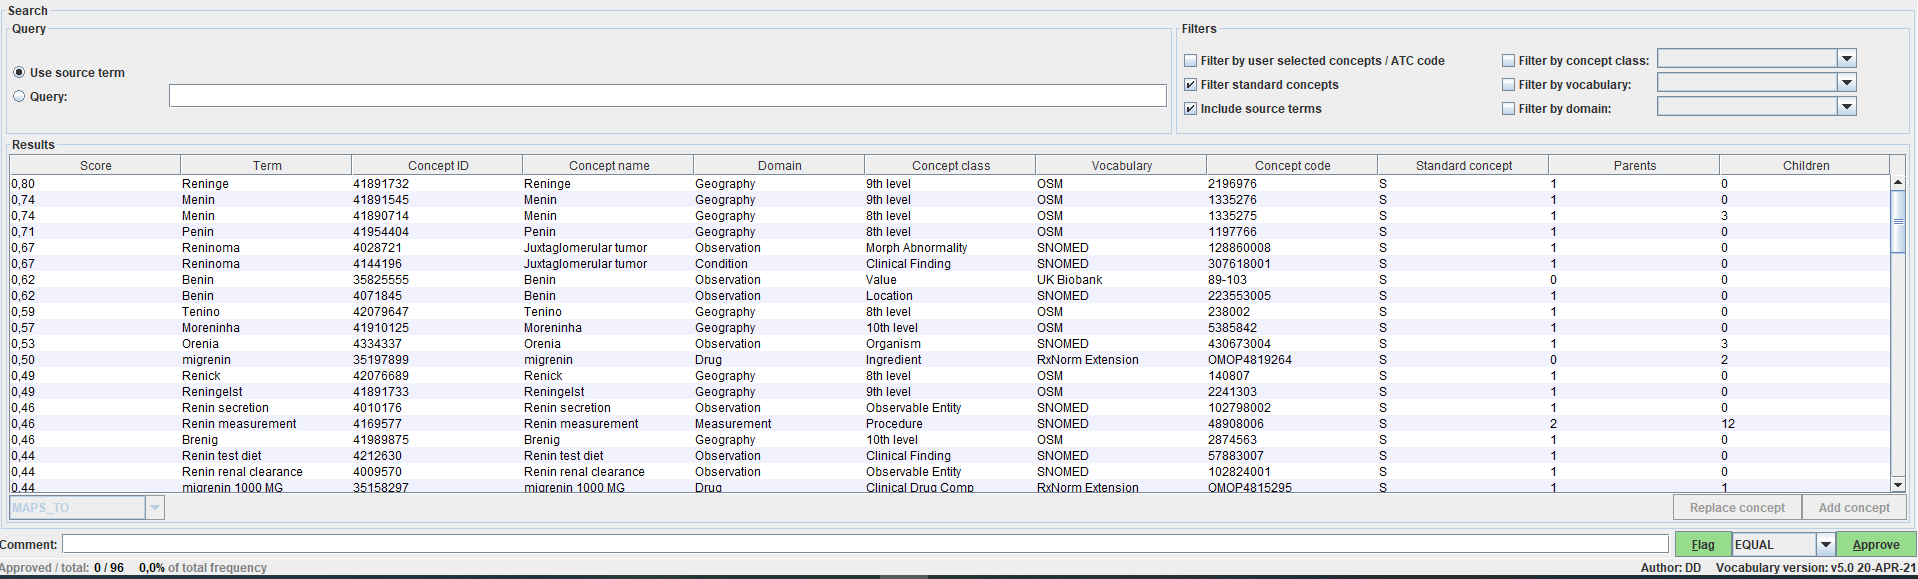 Search
Query
Filters
Use source term
Query:
Filter by user selected concepts / ATC code
Filter by concept class:
Filter standard concepts
Filter by vocabulary:
Include source terms
Filter by domain:
Results
Score Term Concept ID Concept name Domain Concept class Vocabulary Concept code Standard concept Parents Children
0,80 Reninge 41891732 Reninge Geography 9th level OSM 2196976 S 1 0
0,74 Menin 41891545 Menin Geography 9th level OSM 1335276 S 1 0
0,74 Menin 41890714 Menin Geography 8th level OSM 1335275 S 1 3
0,71 Penin 41954404 Penin Geography 8th level OSM 1197766 S 1 0
0,67 Reninoma 4028721 Juxtaglomerular tumor Observation Morph Abnormality SNOMED 128860008 S 1 0
0,67 Reninoma 4144196 Juxtaglomerular tumor Condition Clinical Finding SNOMED 307618001 S 1 0
0,62 Benin 35825555 Benin Observation Value UK Biobank 89-103 S 0 0
0,62 Benin 4071845 Benin Observation Location SNOMED 223553005 S 1 0
0,59 Tenino 42079647 Tenino Geography 8th level OSM 238002 S 1 0
0,57 Moreninha 41910125 Moreninha Geography 10th level OSM 5385842 S 1 0
0,53 Orenia 4334337 Orenia Observation Organism SNOMED 430673004 S 1 3
0,50 migrenin 35197899 migrenin Drug Ingredient RxNorm Extension OMOP4819264 S 0 2
0,49 Renick 42076689 Renick Geography 8th level OSM 140807 S 1 0
0,49 Reningelst 41891733 Reningelst Geography 9th level OSM 2241303 S 1 0
0,46 Renin secretion 4010176 Renin secretion Observation Observable Entity SNOMED 102798002 S 1 0
0,46 Renin measurement 4169577 Renin measurement Measurement Procedure SNOMED 48908006 S 2 12
0,46 Brenig 41989875 Brenig Geography 10th level OSM 2874563 S 1 0
0,44 Renin test diet 4212630 Renin test diet Observation Clinical Finding SNOMED 57883007 S 1 0
0,44 Renin renal clearance 4009570 Renin renal clearance Observation Observable Entity SNOMED 102824001 S 1 0
0,44 migrenin 1000 MG 35158297 migrenin 1000 MG Drug Clinical Drug Comp RxNorm Extension OMOP4815295 S 1 1
MAPS_TO
Replace concept Add concept
Comment: Flag EQUAL Approve
Approved / total: 0 / 96 0,0% of total frequency Author: DD Vocabulary version: v5.0 20-APR-21